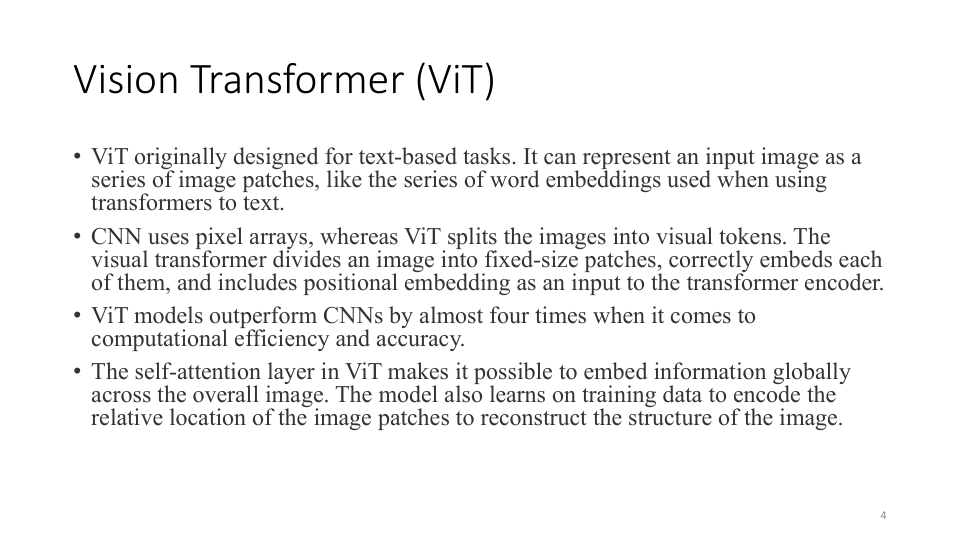 Vision Transformer (ViT)
• ViT originally designed for text-based tasks. It can represent an input image as a
series of image patches, like the series of word embeddings used when using
transformers to text.
• CNN uses pixel arrays, whereas ViT splits the images into visual tokens. The
visual transformer divides an image into fixed-size patches, correctly embeds each
of them, and includes positional embedding as an input to the transformer encoder.
• ViT models outperform CNNs by almost four times when it comes to
computational efficiency and accuracy.
• The self-attention layer in ViT makes it possible to embed information globally
across the overall image. The model also learns on training data to encode the
relative location of the image patches to reconstruct the structure of the image.
4